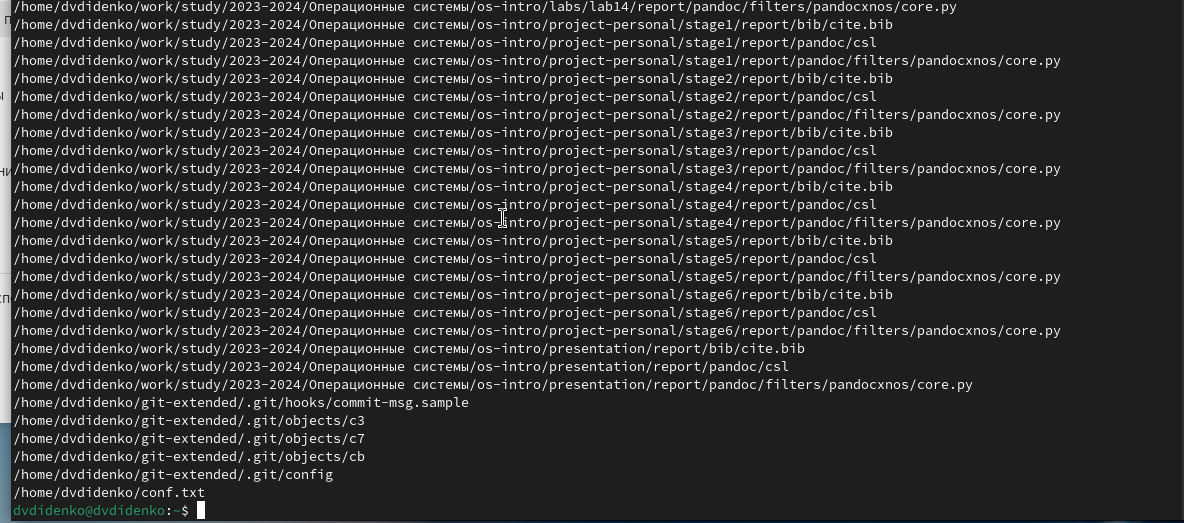 /home/dvdidenko/work/study/2023-2024/Операционные системы/os-intro/labs/lab14/report/pandoc/filters/pandocxnos/core.py
/home/dvdidenko/work/study/2023-2024/Операционные системы/os-intro/project-personal/stage1/report/bib/cite.bib
/home/dvdidenko/work/study/2023-2024/Операционные системы/os-intro/project-personal/stage1/report/pandoc/csl
/home/dvdidenko/work/study/2023-2024/Операционные системы/os-intro/project-personal/stage1/report/pandoc/filters/pandocxnos/core.py
/home/dvdidenko/work/study/2023-2024/Операционные системы/os-intro/project-personal/stage2/report/bib/cite.bib
/home/dvdidenko/work/study/2023-2024/Операционные системы/os-intro/project-personal/stage2/report/pandoc/csl
/home/dvdidenko/work/study/2023-2024/Операционные системы/os-intro/project-personal/stage2/report/pandoc/filters/pandocxnos/core.py
/home/dvdidenko/work/study/2023-2024/Операционные системы/os-intro/project-personal/stage3/report/bib/cite.bib
/home/dvdidenko/work/study/2023-2024/Операционные системы/os-intro/project-personal/stage3/report/pandoc/csl
/home/dvdidenko/work/study/2023-2024/Операционные системы/os-intro/project-personal/stage3/report/pandoc/filters/pandocxnos/core.py
/home/dvdidenko/work/study/2023-2024/Операционные системы/os-intro/project-personal/stage4/report/bib/cite.bib
/home/dvdidenko/work/study/2023-2024/Операционные системы/os-intro/project-personal/stage4/report/pandoc/csl
/home/dvdidenko/work/study/2023-2024/Операционные системы/os-intro/project-personal/stage4/report/pandoc/filters/pandocxnos/core.py
/home/dvdidenko/work/study/2023-2024/Операционные системы/os-intro/project-personal/stage5/report/bib/cite.bib
/home/dvdidenko/work/study/2023-2024/Операционные системы/os-intro/project-personal/stage5/report/pandoc/csl
/home/dvdidenko/work/study/2023-2024/Операционные системы/os-intro/project-personal/stage5/report/pandoc/filters/pandocxnos/core.py
/home/dvdidenko/work/study/2023-2024/Операционные системы/os-intro/project-personal/stage6/report/bib/cite.bib
/home/dvdidenko/work/study/2023-2024/Операционные системы/os-intro/project-personal/stage6/report/pandoc/csl
/home/dvdidenko/work/study/2023-2024/Операционные системы/os-intro/project-personal/stage6/report/pandoc/filters/pandocxnos/core.py
/home/dvdidenko/work/study/2023-2024/Операционные системы/os-intro/presentation/report/bib/cite.bib
/home/dvdidenko/work/study/2023-2024/Операционные системы/os-intro/presentation/report/pandoc/csl
/home/dvdidenko/work/study/2023-2024/Операционные системы/os-intro/presentation/report/pandoc/filters/pandocxnos/core.py
/home/dvdidenko/git-extended/.git/hooks/commit-msg.sample
/home/dvdidenko/git-extended/.git/objects/c3
/home/dvdidenko/git-extended/.git/objects/c7
/home/dvdidenko/git-extended/.git/objects/cb
/home/dvdidenko/git-extended/.git/config
/home/dvdidenko/conf.txt
dvdidenko@dvdidenko:~$